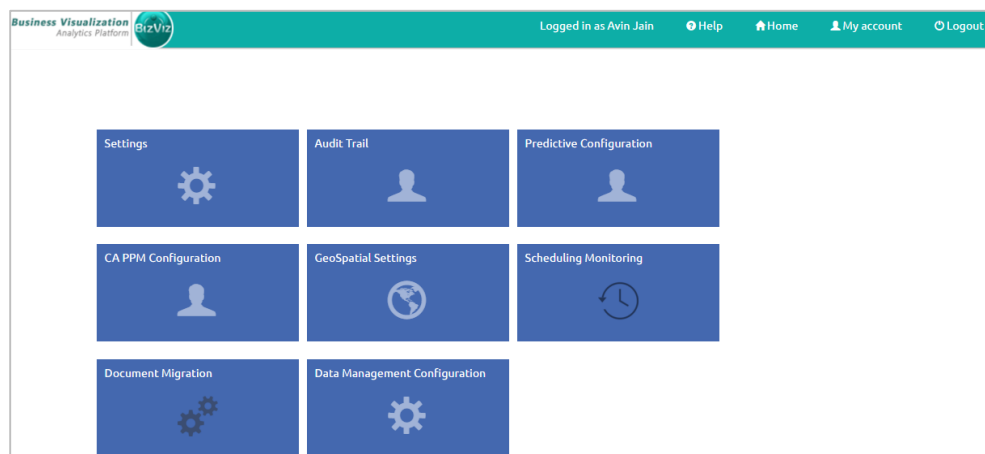 Business Visualization
Analytics Platform
BIZVIZ
Logged in as Avin Jain Help Home My account Logout
Settings Audit Trail Predictive Configuration
CA PPM Configuration GeoSpatial Settings Scheduling Monitoring
Document Migration Data Management Configuration